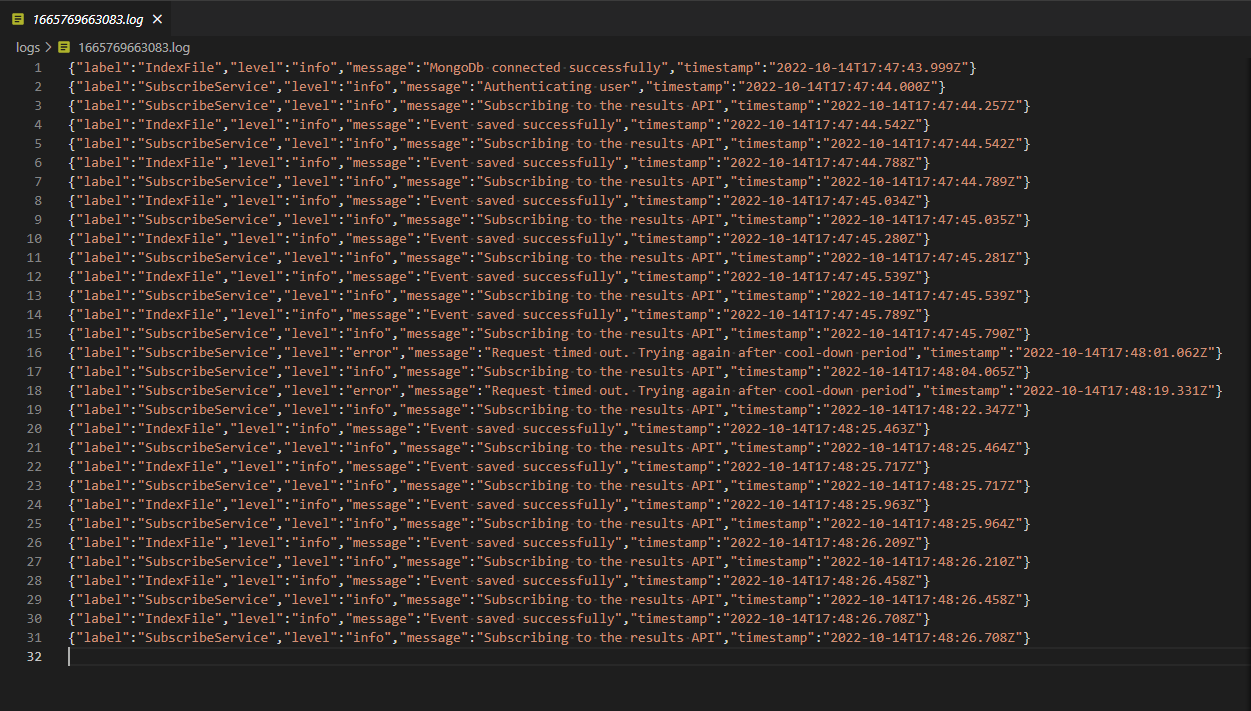 1665769663083.log
logs > 1665769663083.log
1 {"label":"IndexFile","level":"info","message":"MongoDb connected successfully","timestamp":"2022-10-14T17:47:43.999Z"}
2 {"label":"SubscribeService","level":"info","message":"Authenticating user","timestamp":"2022-10-14T17:47:44.000Z"}
3 {"label":"SubscribeService","level":"info","message":"Subscribing to the results API","timestamp":"2022-10-14T17:47:44.257Z"}
4 {"label":"IndexFile","level":"info","message":"Event saved successfully","timestamp":"2022-10-14T17:47:44.542Z"}
5 {"label":"SubscribeService","level":"info","message":"Subscribing to the results API","timestamp":"2022-10-14T17:47:44.542Z"}
6 {"label":"IndexFile","level":"info","message":"Event saved successfully","timestamp":"2022-10-14T17:47:44.788Z"}
7 {"label":"SubscribeService","level":"info","message":"Subscribing to the results API","timestamp":"2022-10-14T17:47:44.789Z"}
8 {"label":"IndexFile","level":"info","message":"Event saved successfully","timestamp":"2022-10-14T17:47:45.034Z"}
9 {"label":"SubscribeService","level":"info","message":"Subscribing to the results API","timestamp":"2022-10-14T17:47:45.035Z"}
10 {"label":"IndexFile","level":"info","message":"Event saved successfully","timestamp":"2022-10-14T17:47:45.280Z"}
11 {"label":"SubscribeService","level":"info","message":"Subscribing to the results API","timestamp":"2022-10-14T17:47:45.281Z"}
12 {"label":"IndexFile","level":"info","message":"Event saved successfully","timestamp":"2022-10-14T17:47:45.539Z"}
13 {"label":"SubscribeService","level":"info","message":"Subscribing to the results API","timestamp":"2022-10-14T17:47:45.539Z"}
14 {"label":"IndexFile","level":"info","message":"Event saved successfully","timestamp":"2022-10-14T17:47:45.789Z"}
15 {"label":"SubscribeService","level":"info","message":"Subscribing to the results API","timestamp":"2022-10-14T17:47:45.790Z"}
16 {"label":"SubscribeService","level":"error","message":"Request timed out. Trying again after cool-down period","timestamp":"2022-10-14T17:48:01.062Z"}
17 {"label":"SubscribeService","level":"info","message":"Subscribing to the results API","timestamp":"2022-10-14T17:48:04.065Z"}
18 {"label":"SubscribeService","level":"error","message":"Request timed out. Trying again after cool-down period","timestamp":"2022-10-14T17:48:19.331Z"}
19 {"label":"SubscribeService","level":"info","message":"Subscribing to the results API","timestamp":"2022-10-14T17:48:22.347Z"}
20 {"label":"IndexFile","level":"info","message":"Event saved successfully","timestamp":"2022-10-14T17:48:25.463Z"}
21 {"label":"SubscribeService","level":"info","message":"Subscribing to the results API","timestamp":"2022-10-14T17:48:25.464Z"}
22 {"label":"IndexFile","level":"info","message":"Event saved successfully","timestamp":"2022-10-14T17:48:25.717Z"}
23 {"label":"SubscribeService","level":"info","message":"Subscribing to the results API","timestamp":"2022-10-14T17:48:25.717Z"}
24 {"label":"IndexFile","level":"info","message":"Event saved successfully","timestamp":"2022-10-14T17:48:25.963Z"}
25 {"label":"SubscribeService","level":"info","message":"Subscribing to the results API","timestamp":"2022-10-14T17:48:25.964Z"}
26 {"label":"IndexFile","level":"info","message":"Event saved successfully","timestamp":"2022-10-14T17:48:26.209Z"}
27 {"label":"SubscribeService","level":"info","message":"Subscribing to the results API","timestamp":"2022-10-14T17:48:26.210Z"}
28 {"label":"IndexFile","level":"info","message":"Event saved successfully","timestamp":"2022-10-14T17:48:26.458Z"}
29 {"label":"SubscribeService","level":"info","message":"Subscribing to the results API","timestamp":"2022-10-14T17:48:26.458Z"}
30 {"label":"IndexFile","level":"info","message":"Event saved successfully","timestamp":"2022-10-14T17:48:26.708Z"}
31 {"label":"SubscribeService","level":"info","message":"Subscribing to the results API","timestamp":"2022-10-14T17:48:26.708Z"}
32